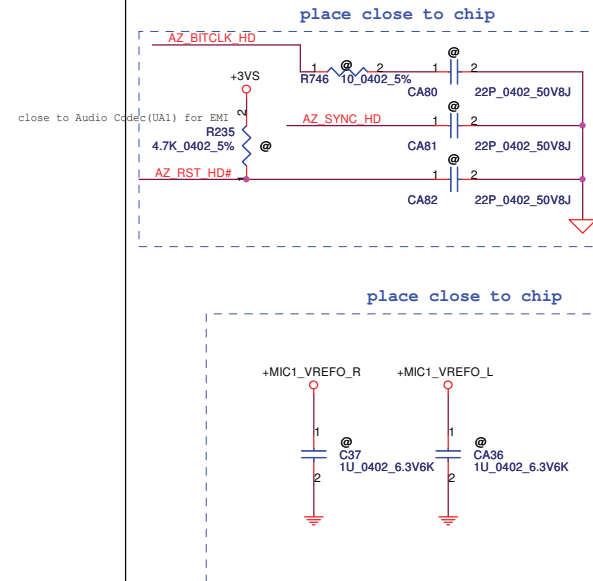 place close to chip
AZ_BITCLK_HD
@
1 2 1 @ 2
R746 10_0402_5%
+3VS
CA80 22P_0402_50V8J
close to Audio Codec(UA1) for EMI
2
AZ_SYNC_HD
1 2
R235
4.7K_0402_5% @
CA81 22P_0402_50V8J
@
AZ_RST_HD#
1
1 2
CA82 22P_0402_50V8J
place close to chip
+MIC1_VREFO_R +MIC1_VREFO_L
1 1
@ @
C37 CA36
1U_0402_6.3V6K 1U_0402_6.3V6K
2 2